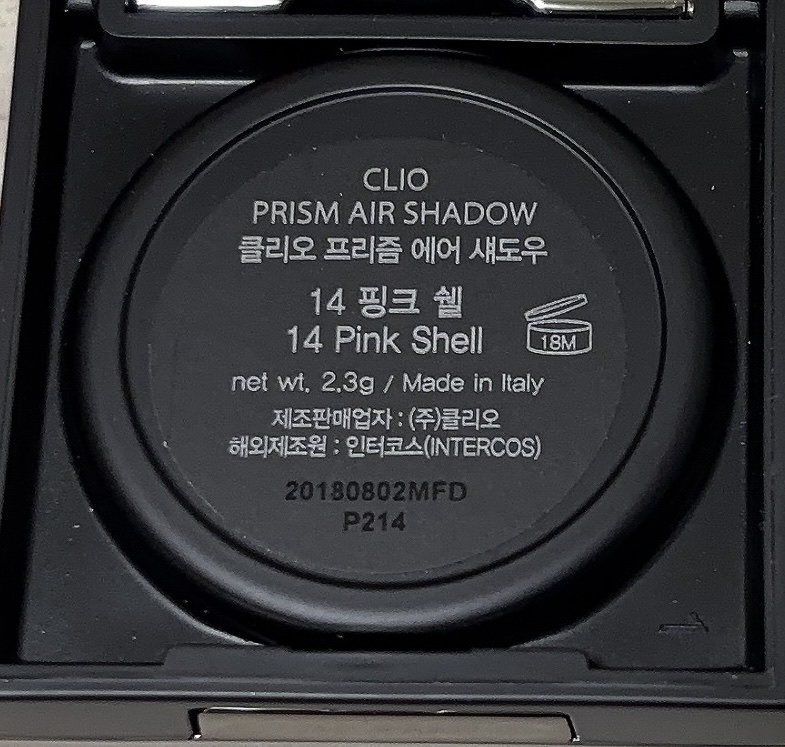 CLIO
PRISM AIR SHADOW
클리오 프리즘 에어 섀도우
14 핑크 쉘
14 Pink Shell
18M
net wt. 2.3g / Made in Italy
제조판매업자 : (주)클리오
해외제조원 : 인터코스(INTERCOS)
20180802MFD
P214